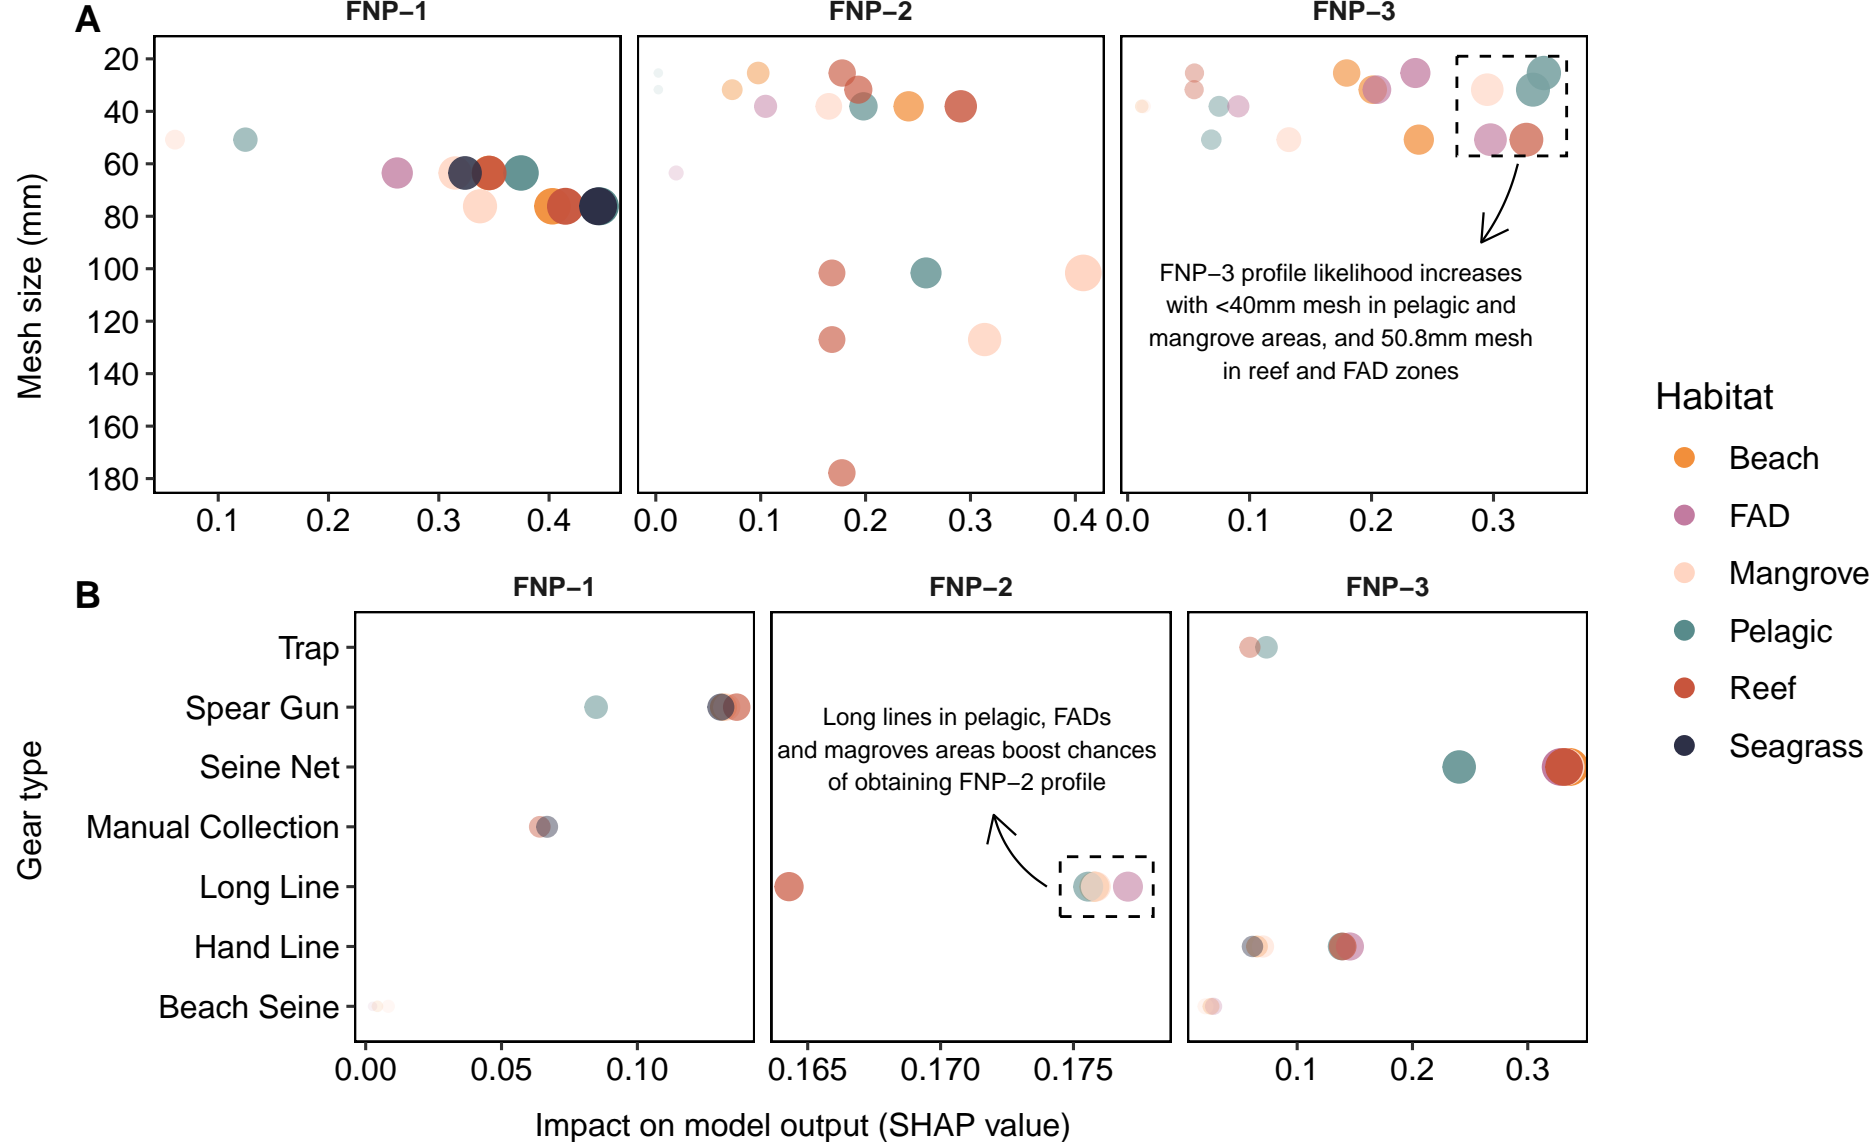 A
FNP–1
FNP–2
FNP–3
Mesh size (mm)
20
40
60
80
100
120
140
160
180
0.1
0.2
0.3
0.4
0.0
0.1
0.2
0.3
0.4
0.0
0.1
0.2
0.3
FNP–3 profile likelihood increases
with <40mm mesh in pelagic and
mangrove areas, and 50.8mm mesh
in reef and FAD zones
Habitat
Beach
FAD
Mangrove
Pelagic
Reef
Seagrass
B
FNP–1
FNP–2
FNP–3
Gear type
Trap
Spear Gun
Seine Net
Manual Collection
Long Line
Hand Line
Beach Seine
Long lines in pelagic, FADs
and magroves areas boost chances
of obtaining FNP–2 profile
0.00
0.05
0.10
0.165
0.170
0.175
0.1
0.2
0.3
Impact on model output (SHAP value)